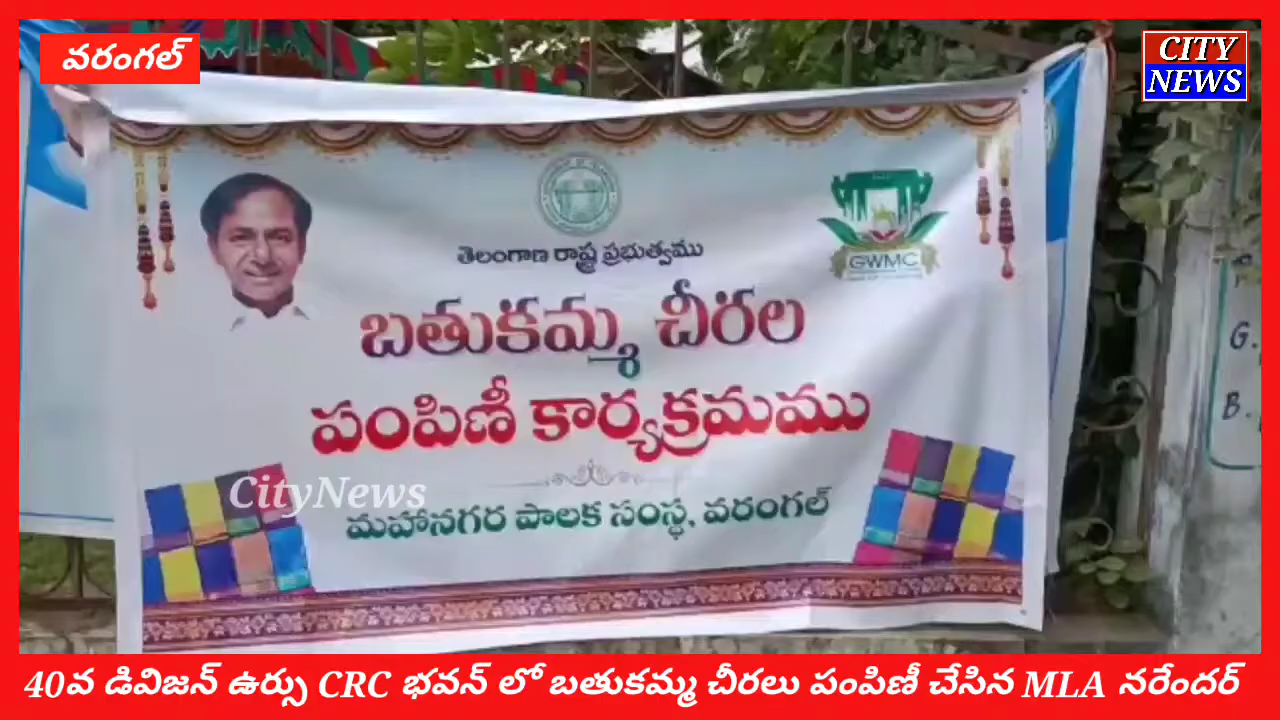 వరంగల్
CITY
NEWS
తెలంగాణ రాష్ట్ర ప్రభుత్వము
GWMC
బతుకమ్మ చీరల
పంపిణీ కార్యక్రమము
CityNews
మహానగర పాలక సంస్థ, వరంగల్
G.
B.
40వ డివిజన్ ఉర్సు CRC భవన్ లో బతుకమ్మ చీరలు పంపిణీ చేసిన MLA నరేందర్